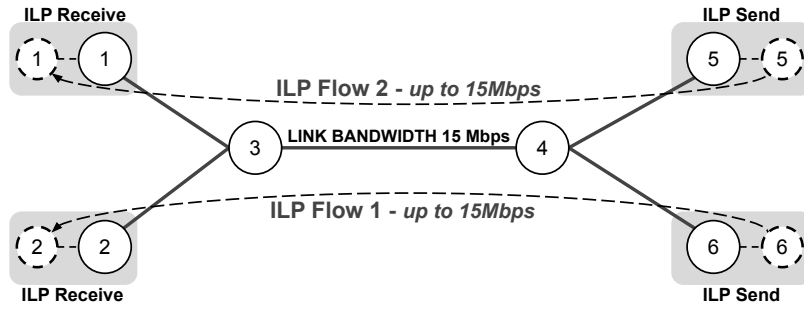 ILP Receive
ILP Send
1 1
5 5
ILP Flow 2 - up to 15Mbps
3 LINK BANDWIDTH 15 Mbps 4
ILP Flow 1 - up to 15Mbps
2 2
6 6
ILP Receive
ILP Send